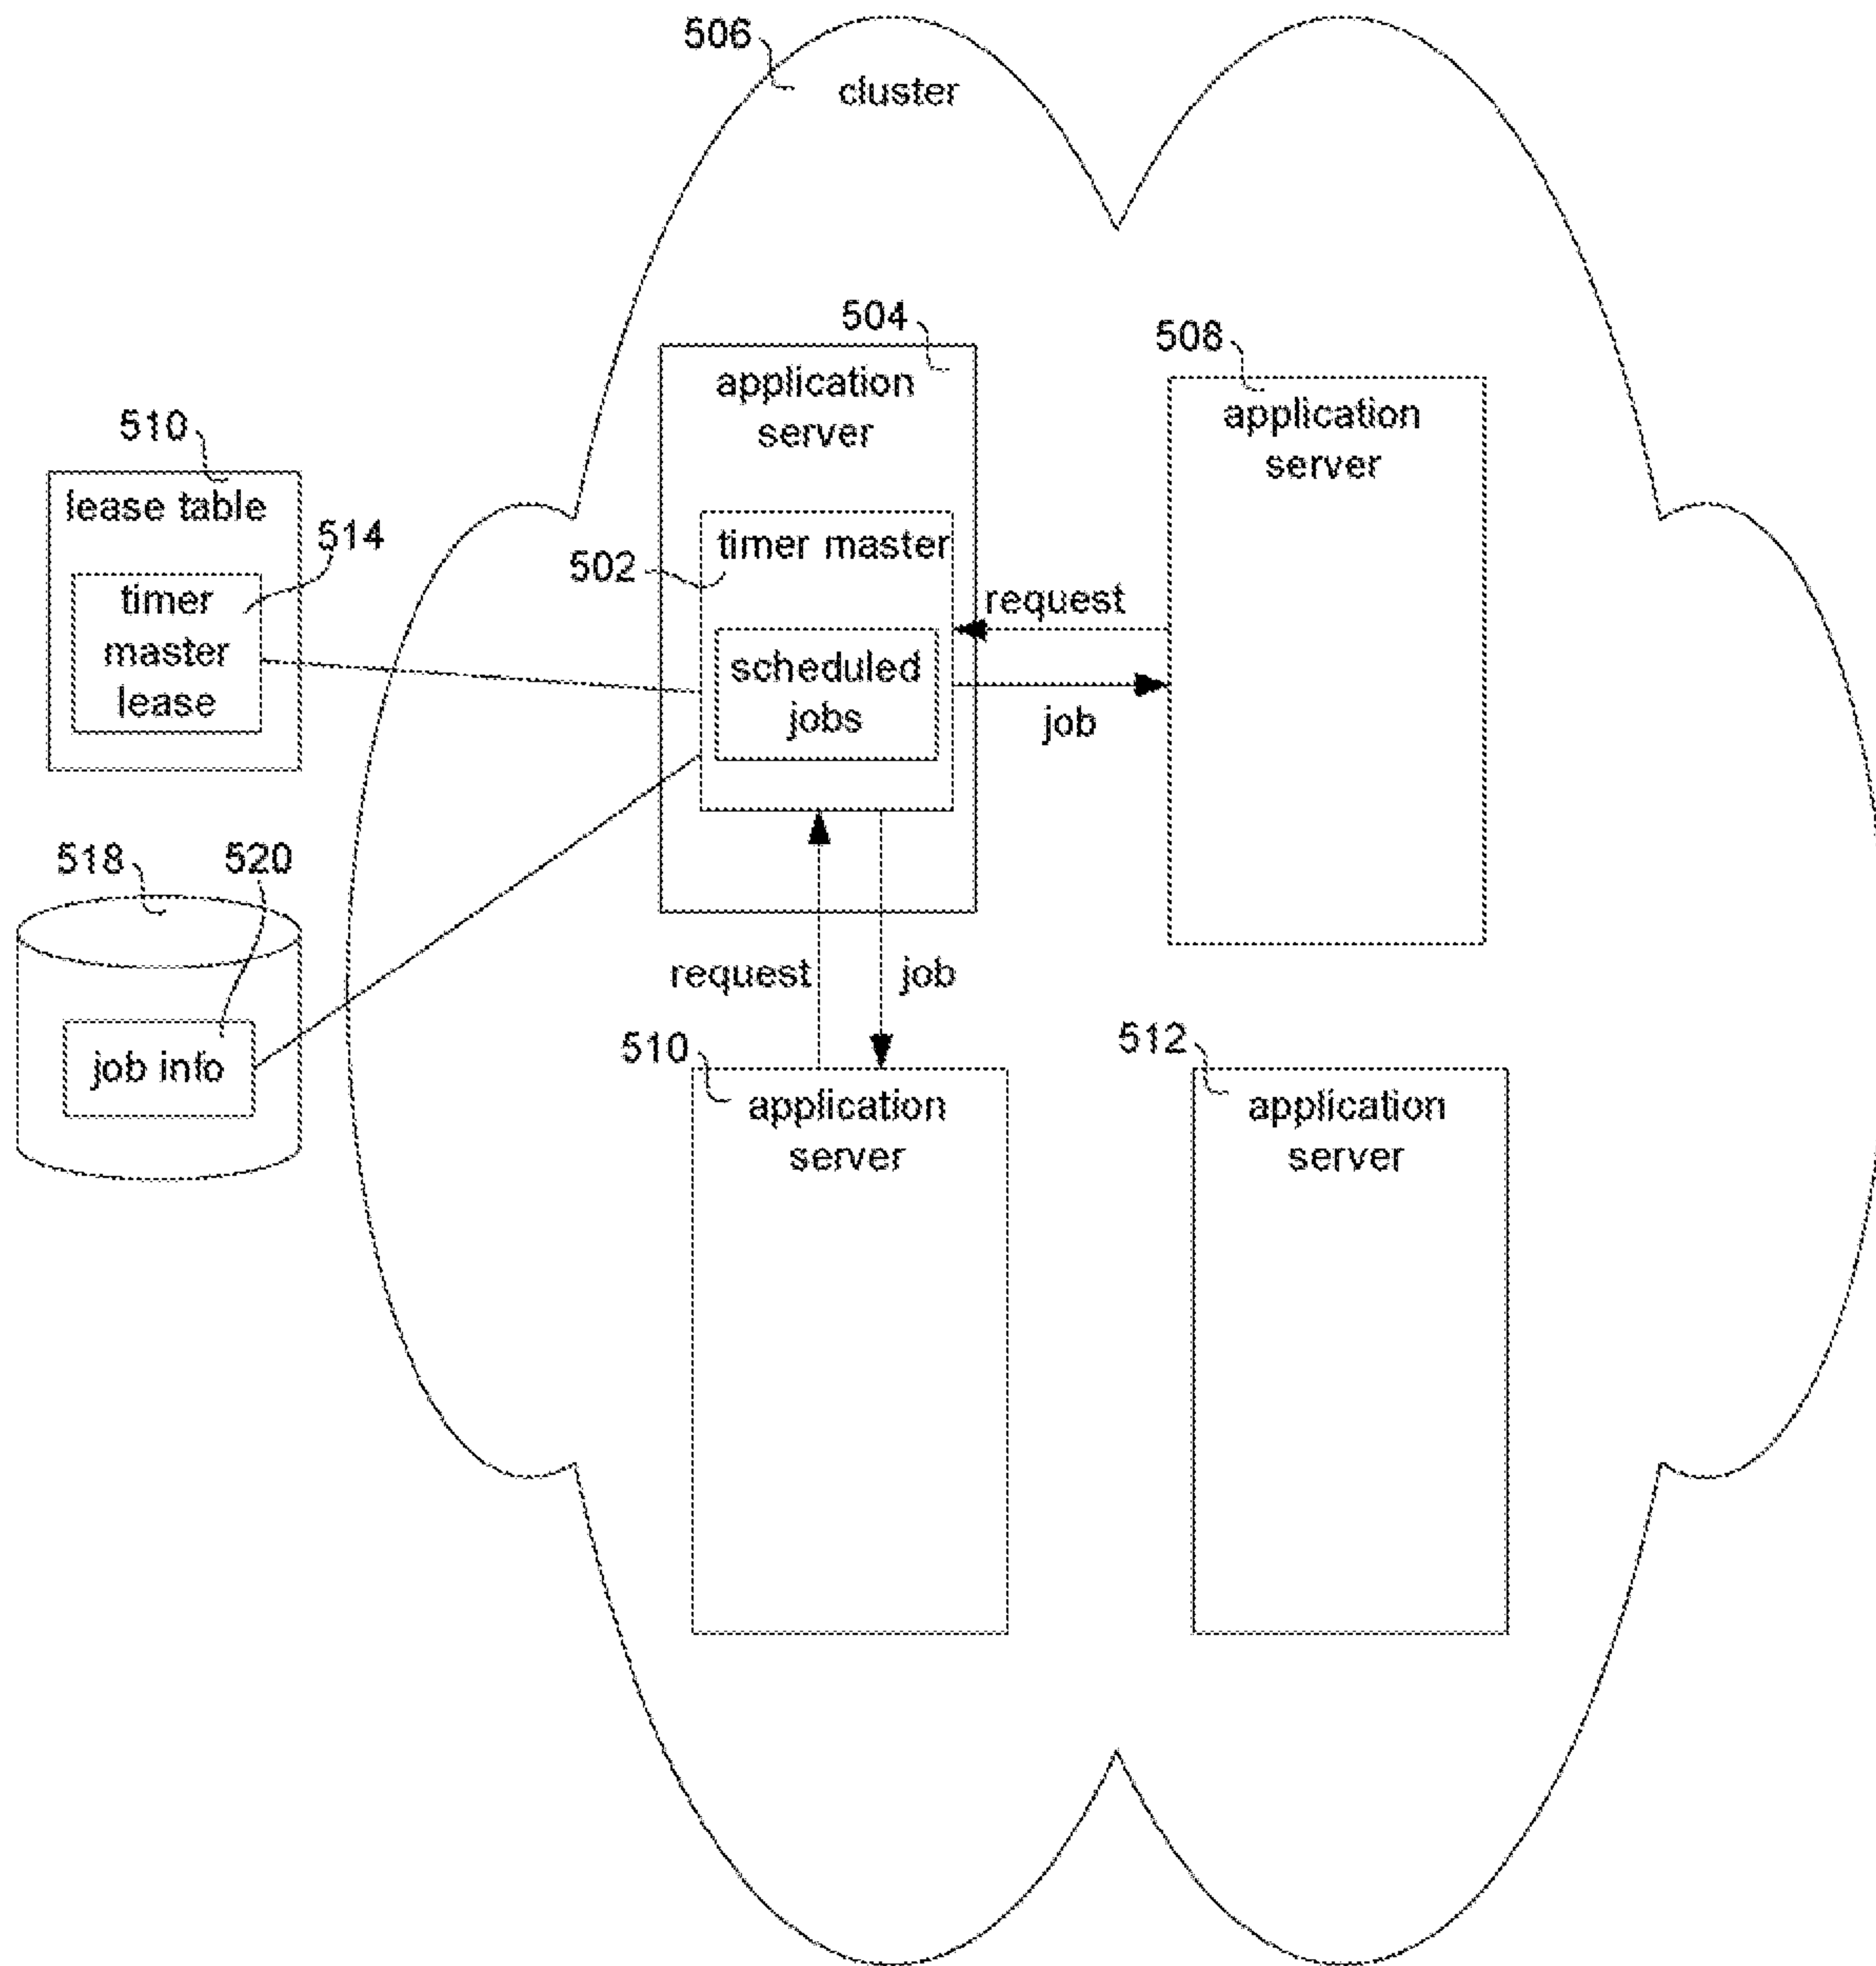 506
cluster
504
application
server
508
application
server
510
lease table
514
timer
master
lease
502
timer master
scheduled
jobs
request
job
518
520
job info
request
job
510
application
server
512
application
server